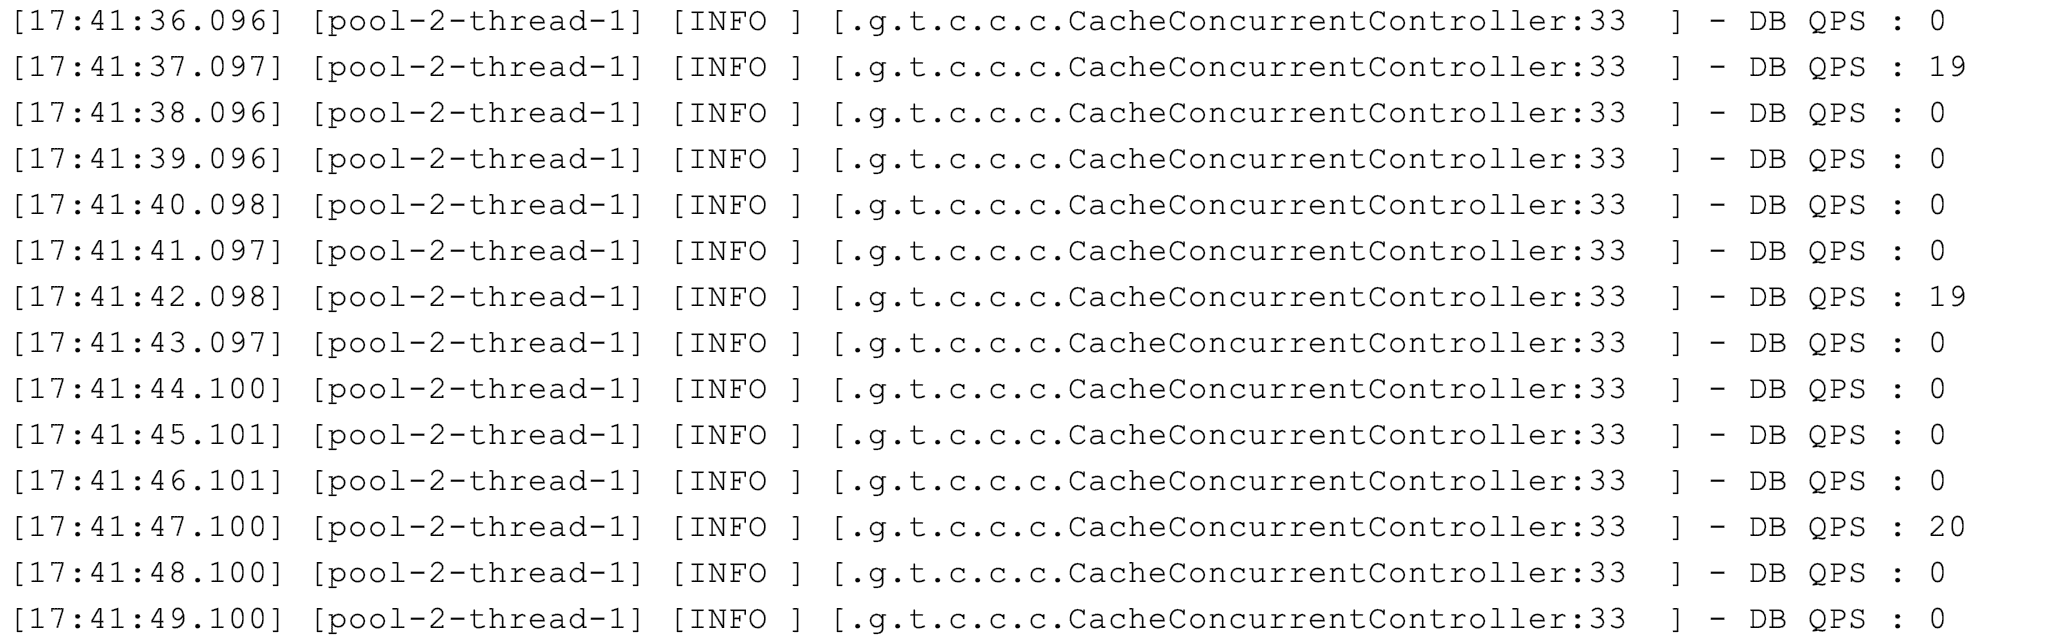 [17:41:36.096] [pool-2-thread-1] [INFO ] [.g.t.c.c.c.CacheConcurrentController:33  ] - DB QPS : 0
[17:41:37.097] [pool-2-thread-1] [INFO ] [.g.t.c.c.c.CacheConcurrentController:33  ] - DB QPS : 19
[17:41:38.096] [pool-2-thread-1] [INFO ] [.g.t.c.c.c.CacheConcurrentController:33  ] - DB QPS : 0
[17:41:39.096] [pool-2-thread-1] [INFO ] [.g.t.c.c.c.CacheConcurrentController:33  ] - DB QPS : 0
[17:41:40.098] [pool-2-thread-1] [INFO ] [.g.t.c.c.c.CacheConcurrentController:33  ] - DB QPS : 0
[17:41:41.097] [pool-2-thread-1] [INFO ] [.g.t.c.c.c.CacheConcurrentController:33  ] - DB QPS : 0
[17:41:42.098] [pool-2-thread-1] [INFO ] [.g.t.c.c.c.CacheConcurrentController:33  ] - DB QPS : 19
[17:41:43.097] [pool-2-thread-1] [INFO ] [.g.t.c.c.c.CacheConcurrentController:33  ] - DB QPS : 0
[17:41:44.100] [pool-2-thread-1] [INFO ] [.g.t.c.c.c.CacheConcurrentController:33  ] - DB QPS : 0
[17:41:45.101] [pool-2-thread-1] [INFO ] [.g.t.c.c.c.CacheConcurrentController:33  ] - DB QPS : 0
[17:41:46.101] [pool-2-thread-1] [INFO ] [.g.t.c.c.c.CacheConcurrentController:33  ] - DB QPS : 0
[17:41:47.100] [pool-2-thread-1] [INFO ] [.g.t.c.c.c.CacheConcurrentController:33  ] - DB QPS : 20
[17:41:48.100] [pool-2-thread-1] [INFO ] [.g.t.c.c.c.CacheConcurrentController:33  ] - DB QPS : 0
[17:41:49.100] [pool-2-thread-1] [INFO ] [.g.t.c.c.c.CacheConcurrentController:33  ] - DB QPS : 0